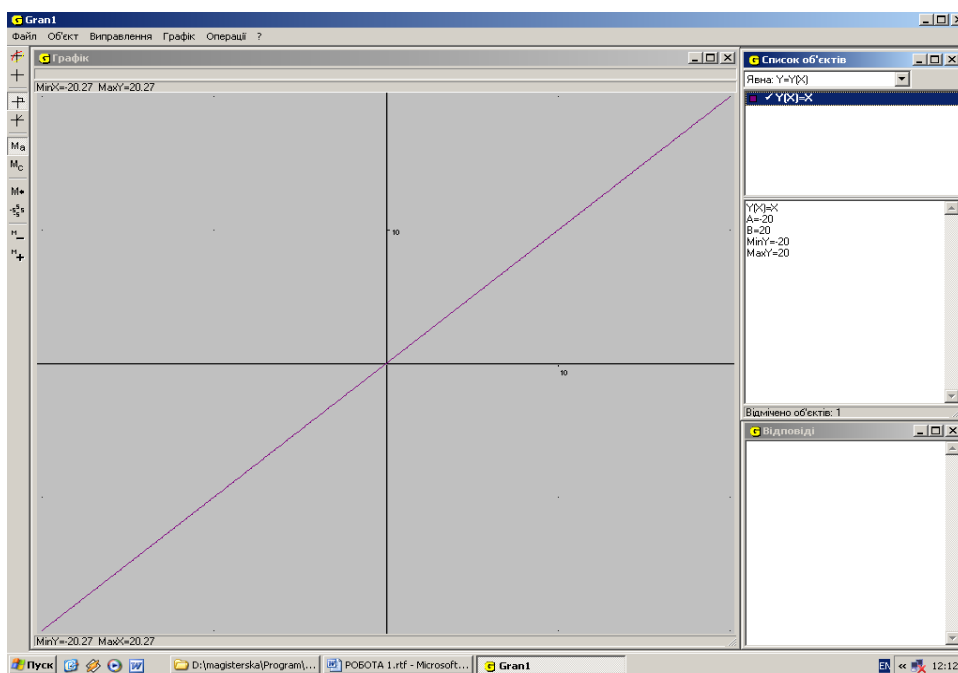 Gran1
Файл Об'єкт Виправлення Графік Операції ?
Графік
MinX=-20.27 MaxY=20.27
10
10
MinY=-20.27 MaxX=20.27
Ma
Mc
M
M
M
Список об'єктів
Явна: Y=Y(X)
Y(X)=X
Y(X)=X
A=-20
B=20
MinY=-20
MaxY=20
Відмічено об'єктів: 1
Відповіді
Пуск
D:\magisterska\Program\...
РОБОТА 1.rtf - Microsoft...
Gran1
EN
12:12